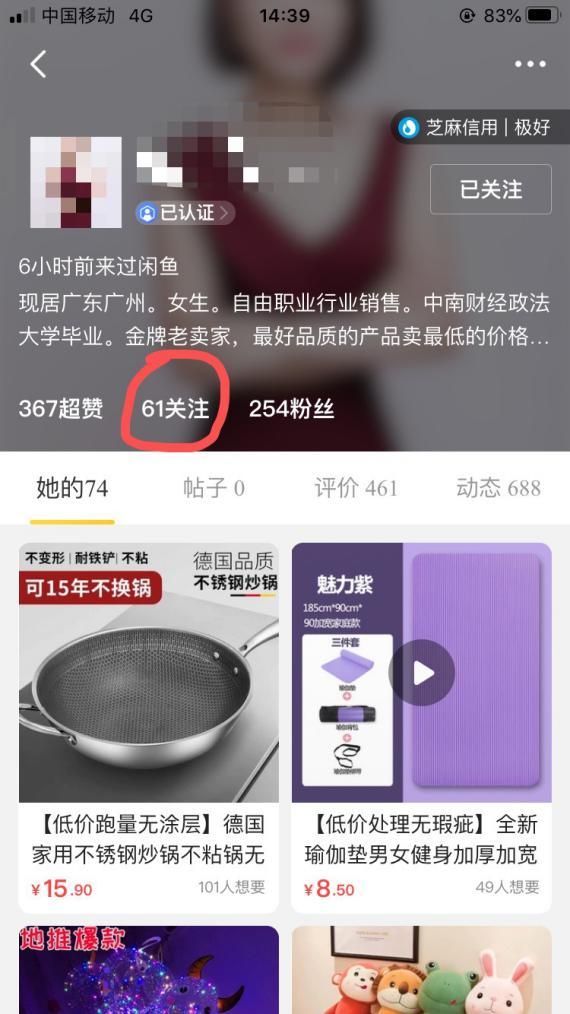 中国移动 4G 14:39 83%
芝麻信用 | 极好
已认证
已关注
6小时前来过闲鱼
现居广东广州。女生。自由职业行业销售。中南财经政法
大学毕业。金牌老卖家，最好品质的产品卖最低的价格...
367超赞 61关注 254粉丝
她的74 帖子 0 评价 461 动态 688
不变形 | 耐铁铲 | 不粘
德国品质
可15年不换锅
不锈钢炒锅
魅力紫
185cm*90cm*
90加宽家庭款
三件套
瑜伽垫
瑜伽背包
【低价跑量无涂层】德国
家用不锈钢炒锅不粘锅无
¥15.90 101人想要
【低价处理无瑕疵】全新
瑜伽垫男女健身加厚加宽
¥8.50 49人想要
地推爆款